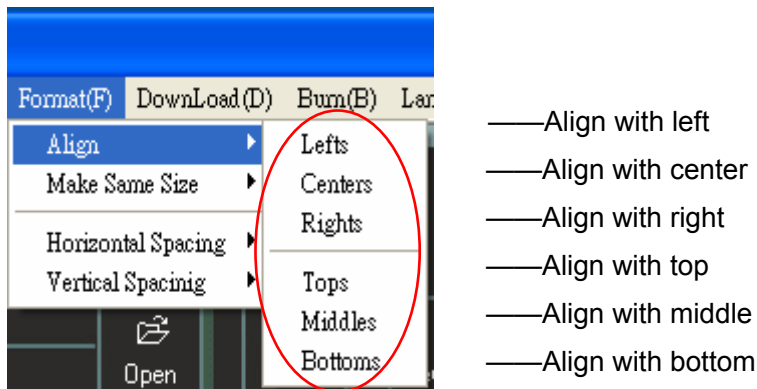 Format(F) DownLoad(D) Burn(B) Lan
Align
Make Same Size
Horizontal Spacing
Vertical Spacinig
Open
Lefts
Centers
Rights
Tops
Middles
Bottoms
——Align with left
——Align with center
——Align with right
——Align with top
——Align with middle
——Align with bottom